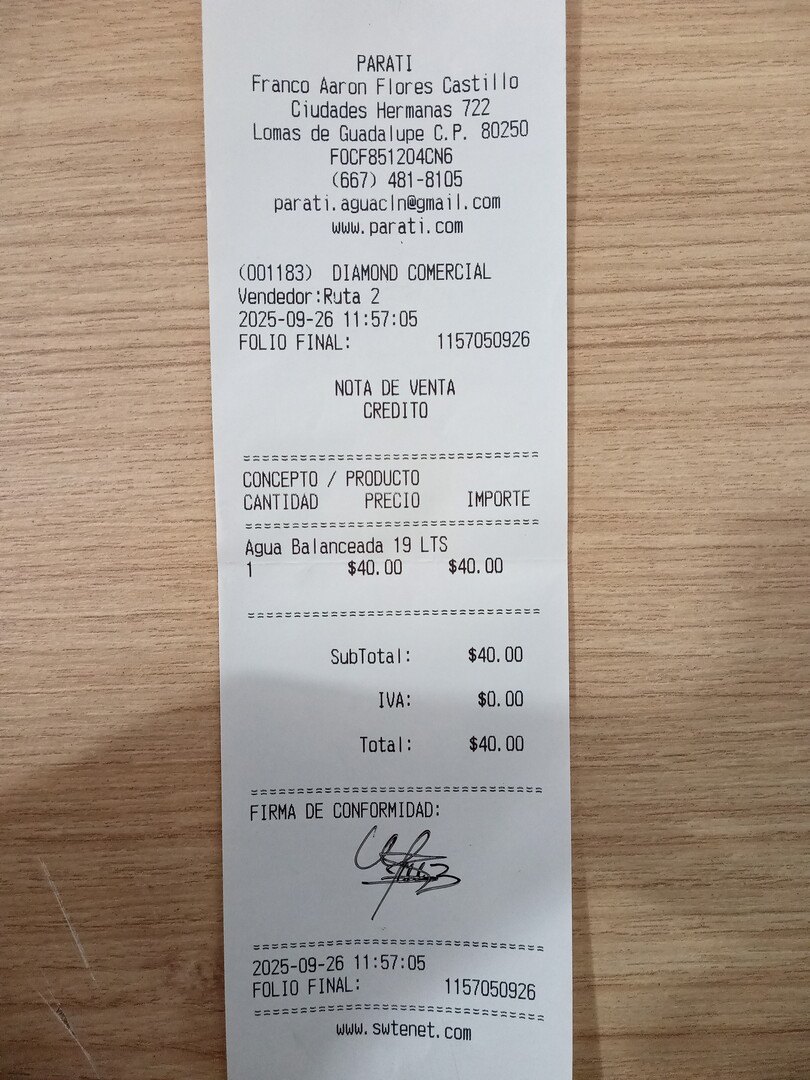 PARATI
Franco Aaron Flores Castillo
Ciudades Hermanas 722
Lomas de Guadalupe C.P. 80250
FOCF851204CN6
(667) 481-8105
parati.aguacln@gmail.com
www.parati.com
(001183) DIAMOND COMERCIAL
Vendedor:Ruta 2
2025-09-26 11:57:05
FOLIO FINAL: 1157050926
NOTA DE VENTA
CREDITO
================================
CONCEPTO / PRODUCTO
CANTIDAD PRECIO IMPORTE
================================
Agua Balanceada 19 LTS
1 $40.00 $40.00
================================
SubTotal: $40.00
IVA: $0.00
Total: $40.00
================================
FIRMA DE CONFORMIDAD:
================================
2025-09-26 11:57:05
FOLIO FINAL: 1157050926
================================
www.swtenet.com